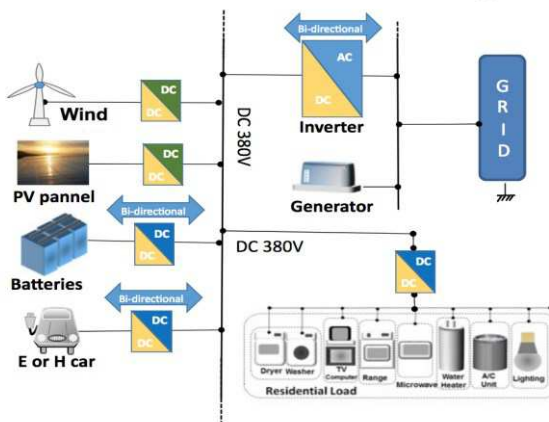 Bi-directional
AC
DC
Inverter
DC
DC
Wind
DC 380V
DC
DC
PV pannel
Generator
GRID
Bi-directional
DC
DC
Batteries
DC 380V
DC
DC
Bi-directional
DC
DC
E or H car
Dryer
Washer
TV
Computer
Range
Microwave
Water
Heater
A/C
Unit
Lighting
Residential Load